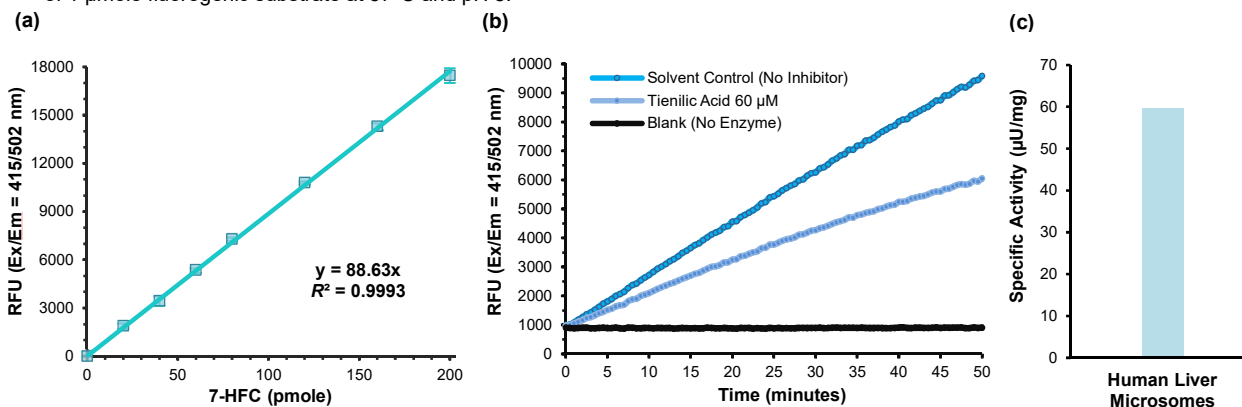 (a)
RFU (Ex/Em = 415/502 nm)
18000
15000
12000
9000
6000
3000
0
0
50
100
150
200
7-HFC (pmole)
y = 88.63x
R² = 0.9993
(b)
RFU (Ex/Em = 415/502 nm)
10000
9000
8000
7000
6000
5000
4000
3000
2000
1000
0
0
5
10
15
20
25
30
35
40
45
50
Time (minutes)
Solvent Control (No Inhibitor)
Tienilic Acid 60 µM
Blank (No Enzyme)
(c)
Specific Activity (µU/mg)
70
60
50
40
30
20
10
0
Human Liver
Microsomes